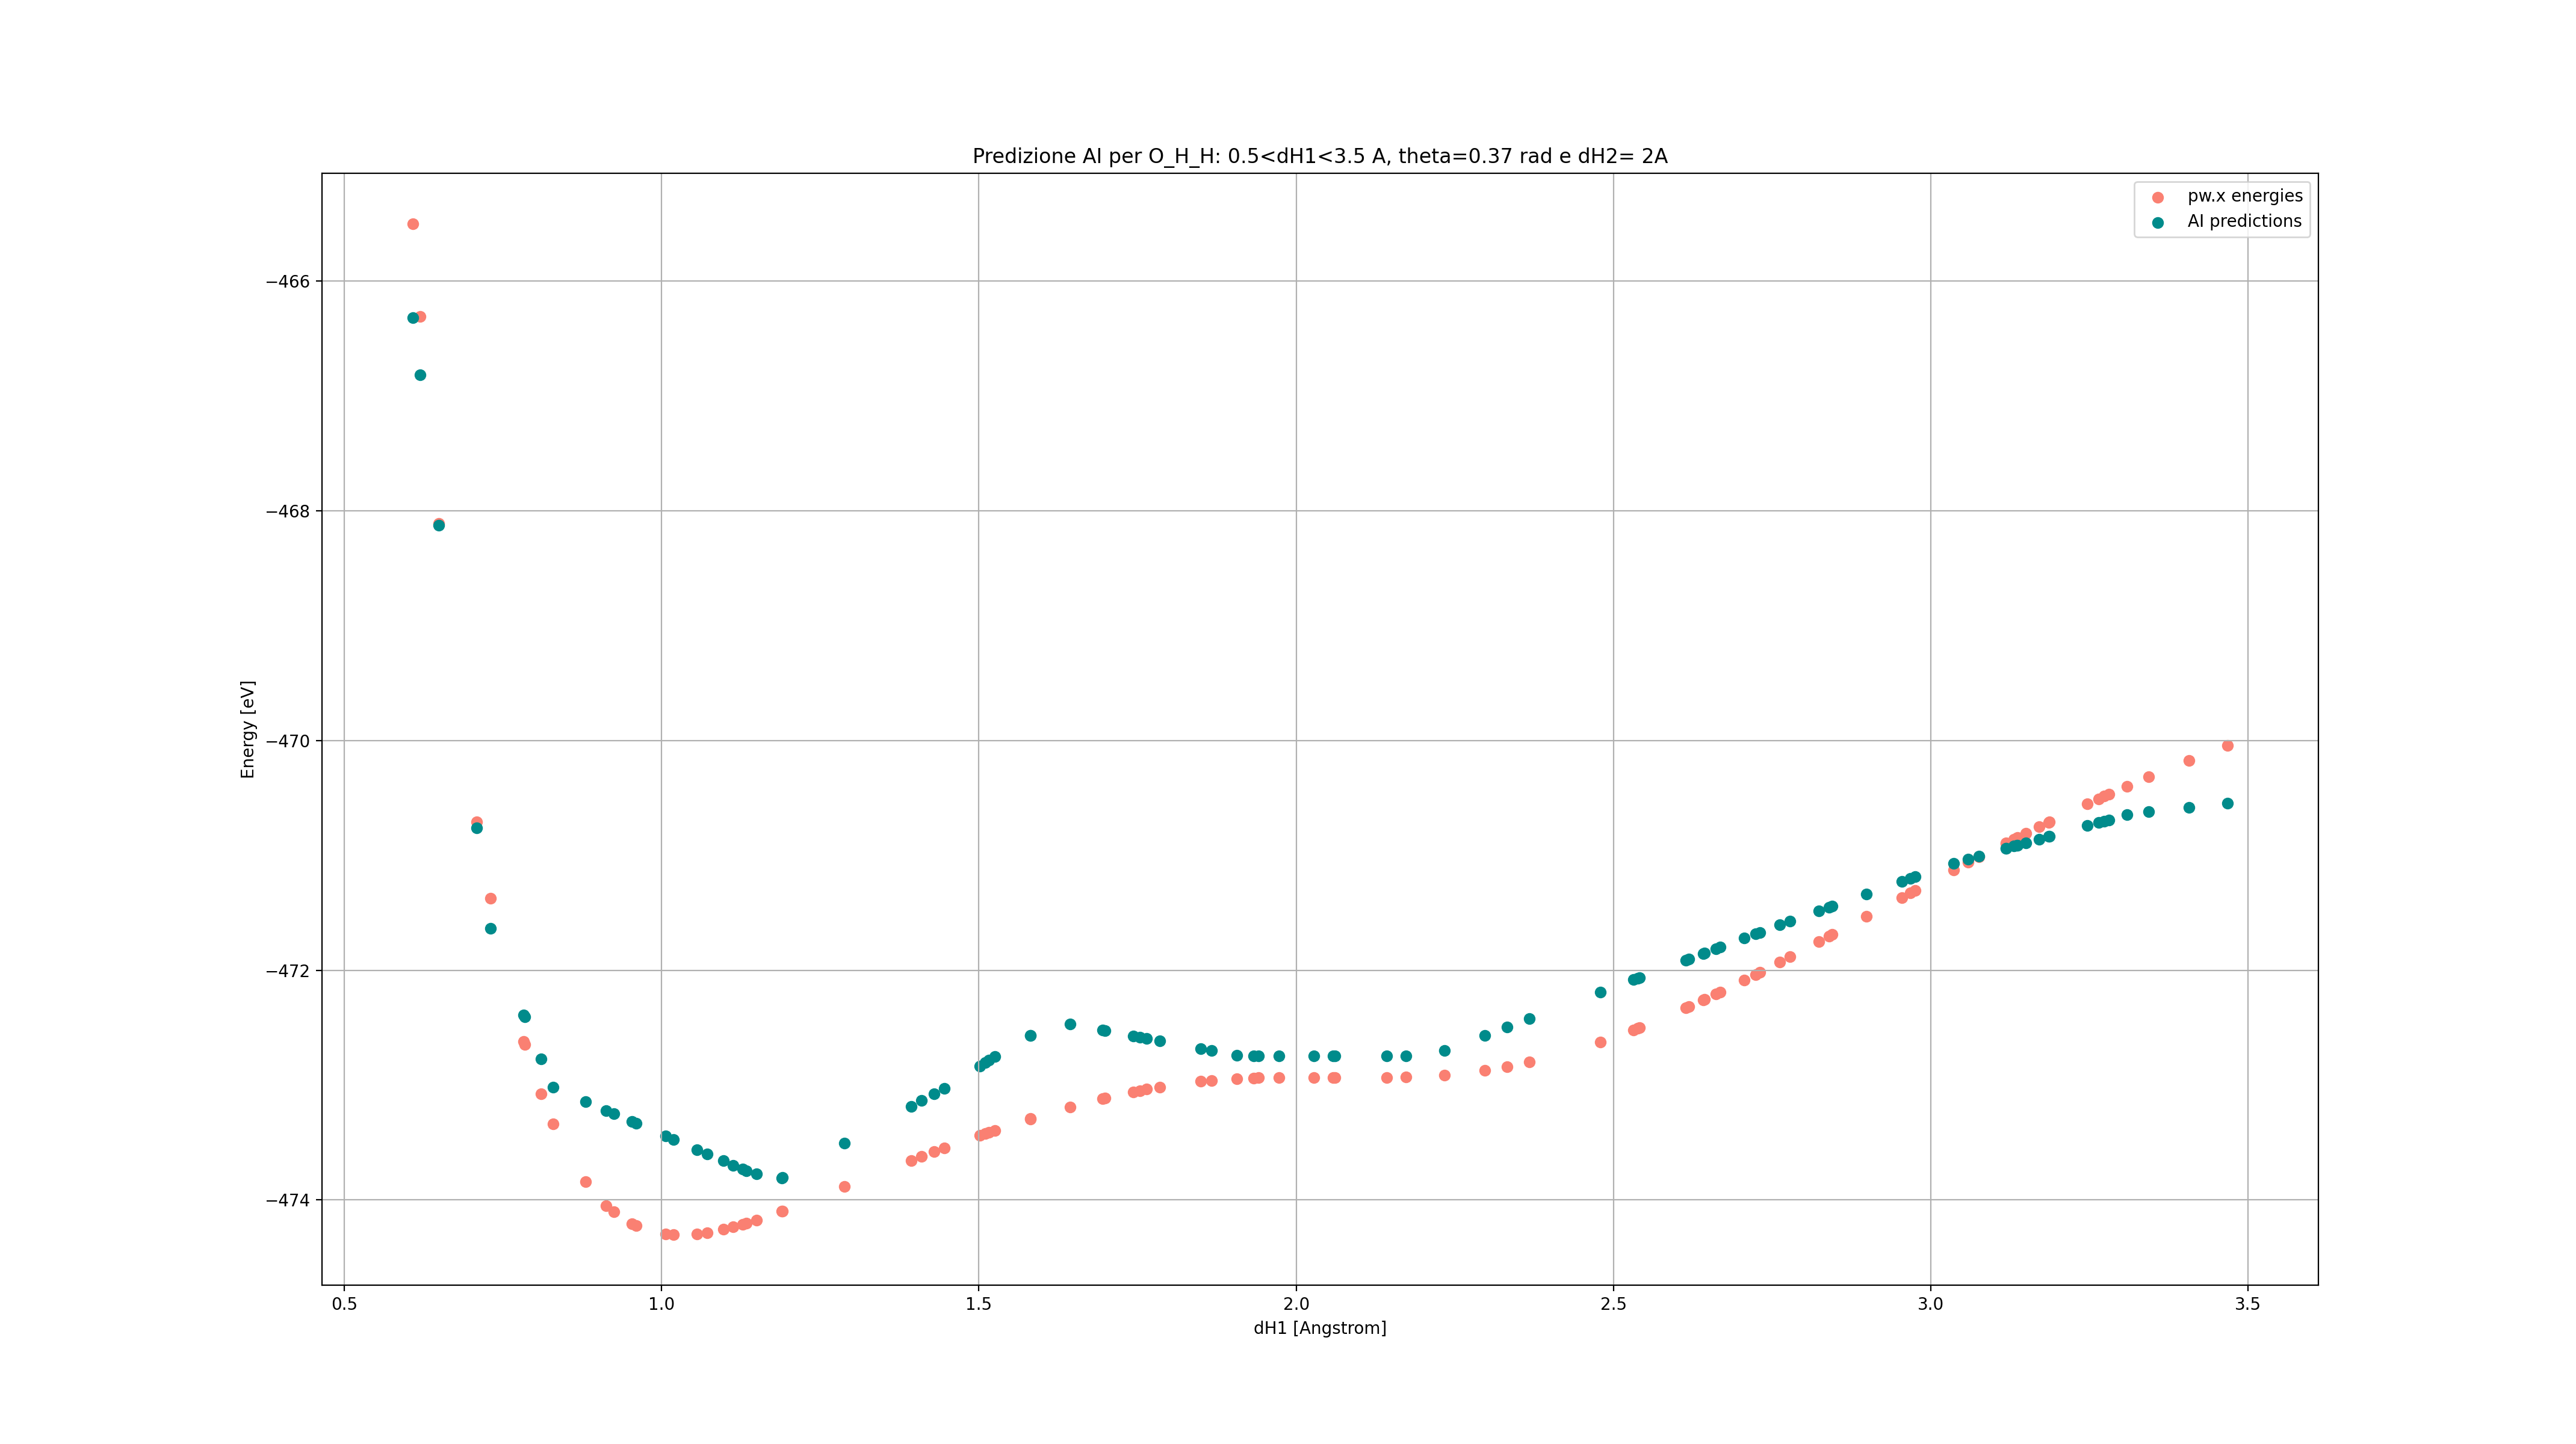 Predizione AI per O_H_H: 0.5<dH1<3.5 A, theta=0.37 rad e dH2= 2A
pw.x energies
AI predictions
−466
−468
−470
−472
−474
Energy [eV]
0.5 1.0 1.5 2.0 2.5 3.0 3.5
dH1 [Angstrom]